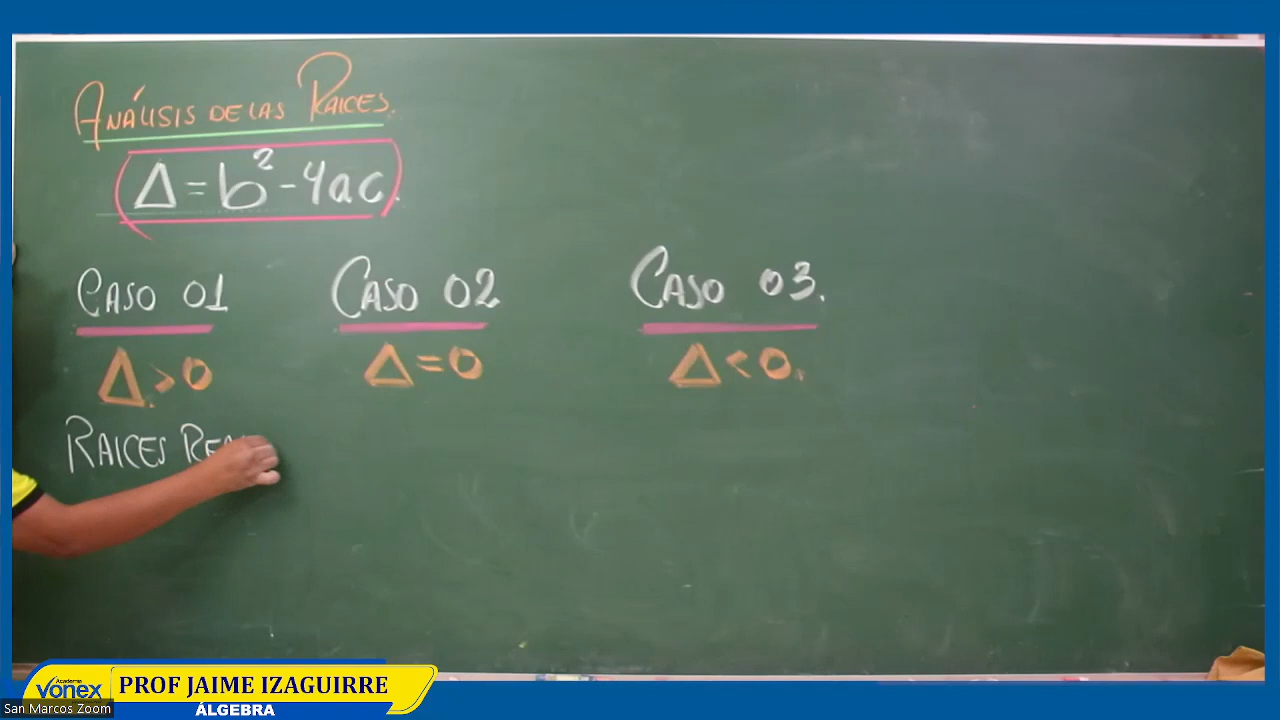 ANÁLISIS DE LAS RAICES.
Δ = b² - 4ac.
CASO 01
CASO 02
CASO 03.
Δ > 0
Δ = 0
Δ < 0.
RAICES
Academia
VONEX
PROF JAIME IZAGUIRRE
ÁLGEBRA
San Marcos Zoom